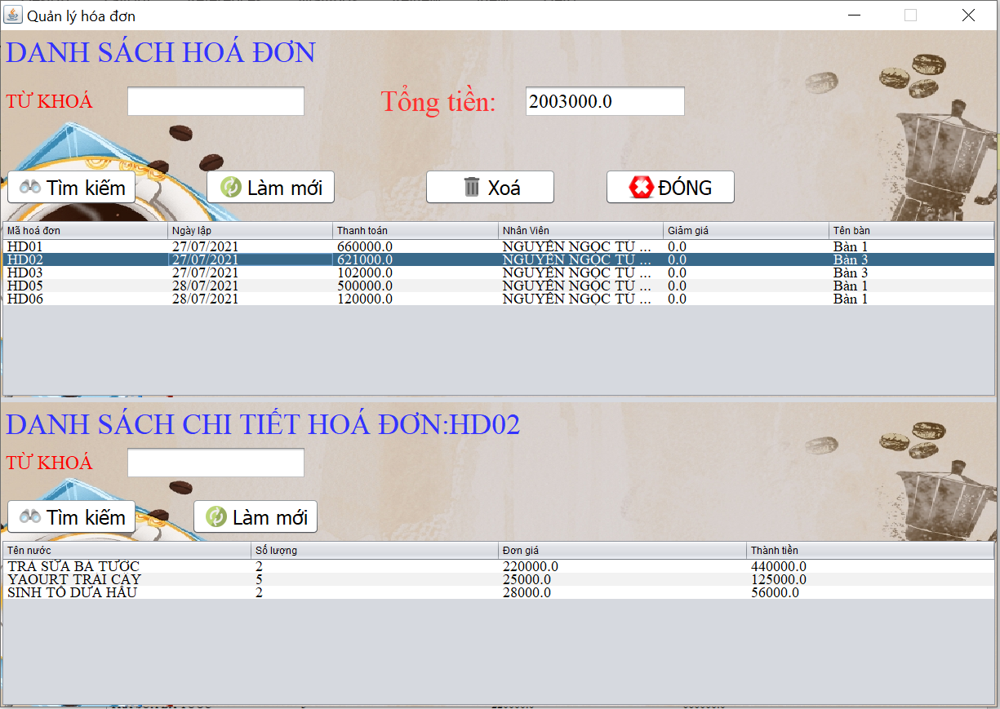 Quản lý hóa đơn
DANH SÁCH HOÁ ĐƠN
TỪ KHOÁ Tổng tiền: 2003000.0
Tìm kiếm Làm mới Xoá ĐÓNG
Mã hoá đơn Ngày lập Thanh toán Nhân Viên Giảm giá Tên bàn
HD01 27/07/2021 660000.0 NGUYỄN NGỌC TÚ ... 0.0 Bàn 1
HD02 27/07/2021 621000.0 NGUYỄN NGỌC TÚ ... 0.0 Bàn 3
HD03 27/07/2021 102000.0 NGUYỄN NGỌC TÚ ... 0.0 Bàn 3
HD05 28/07/2021 500000.0 NGUYỄN NGỌC TÚ ... 0.0 Bàn 1
HD06 28/07/2021 120000.0 NGUYỄN NGỌC TÚ ... 0.0 Bàn 1
DANH SÁCH CHI TIẾT HOÁ ĐƠN:HD02
TỪ KHOÁ
Tìm kiếm Làm mới
Tên nước Số lượng Đơn giá Thành tiền
TRÀ SỮA BÁ TƯỚC 2 220000.0 440000.0
YAOURT TRÁI CÂY 5 25000.0 125000.0
SINH TỐ DƯA HẤU 2 28000.0 56000.0